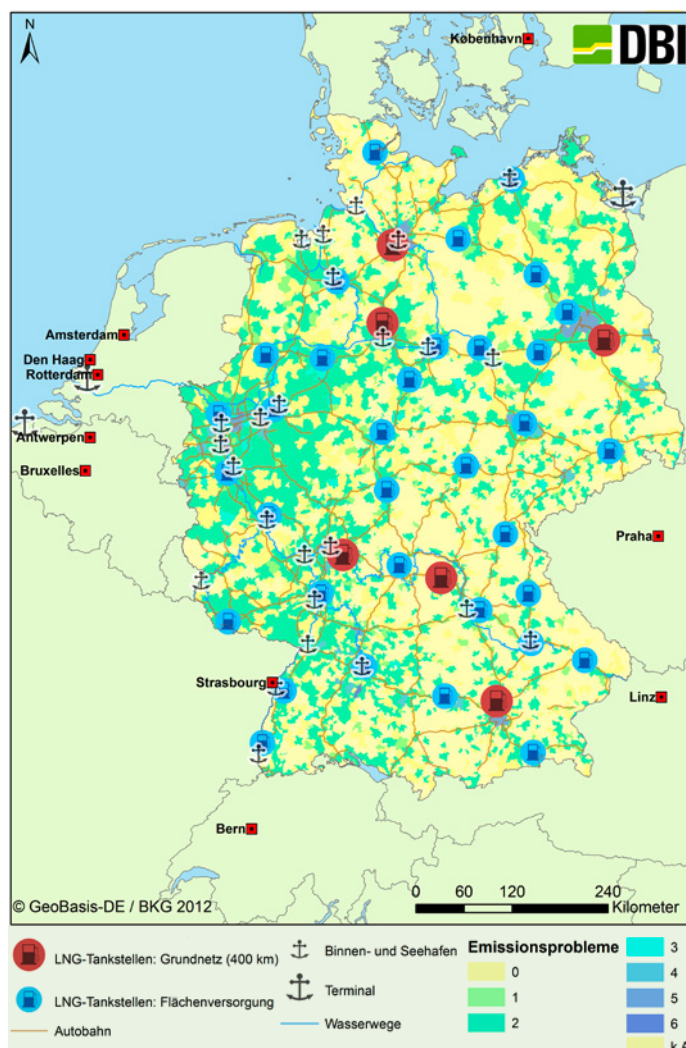 N
København
DBI
Amsterdam
Den Haag
Rotterdam
Antwerpen
Bruxelles
Praha
Strasbourg
Linz
Bern
© GeoBasis-DE / BKG 2012
0 60 120 240
Kilometer
LNG-Tankstellen: Grundnetz (400 km)
LNG-Tankstellen: Flächenversorgung
Autobahn
Binnen- und Seehafen
Terminal
Wasserwege
Emissionsprobleme
0
1
2
3
4
5
6